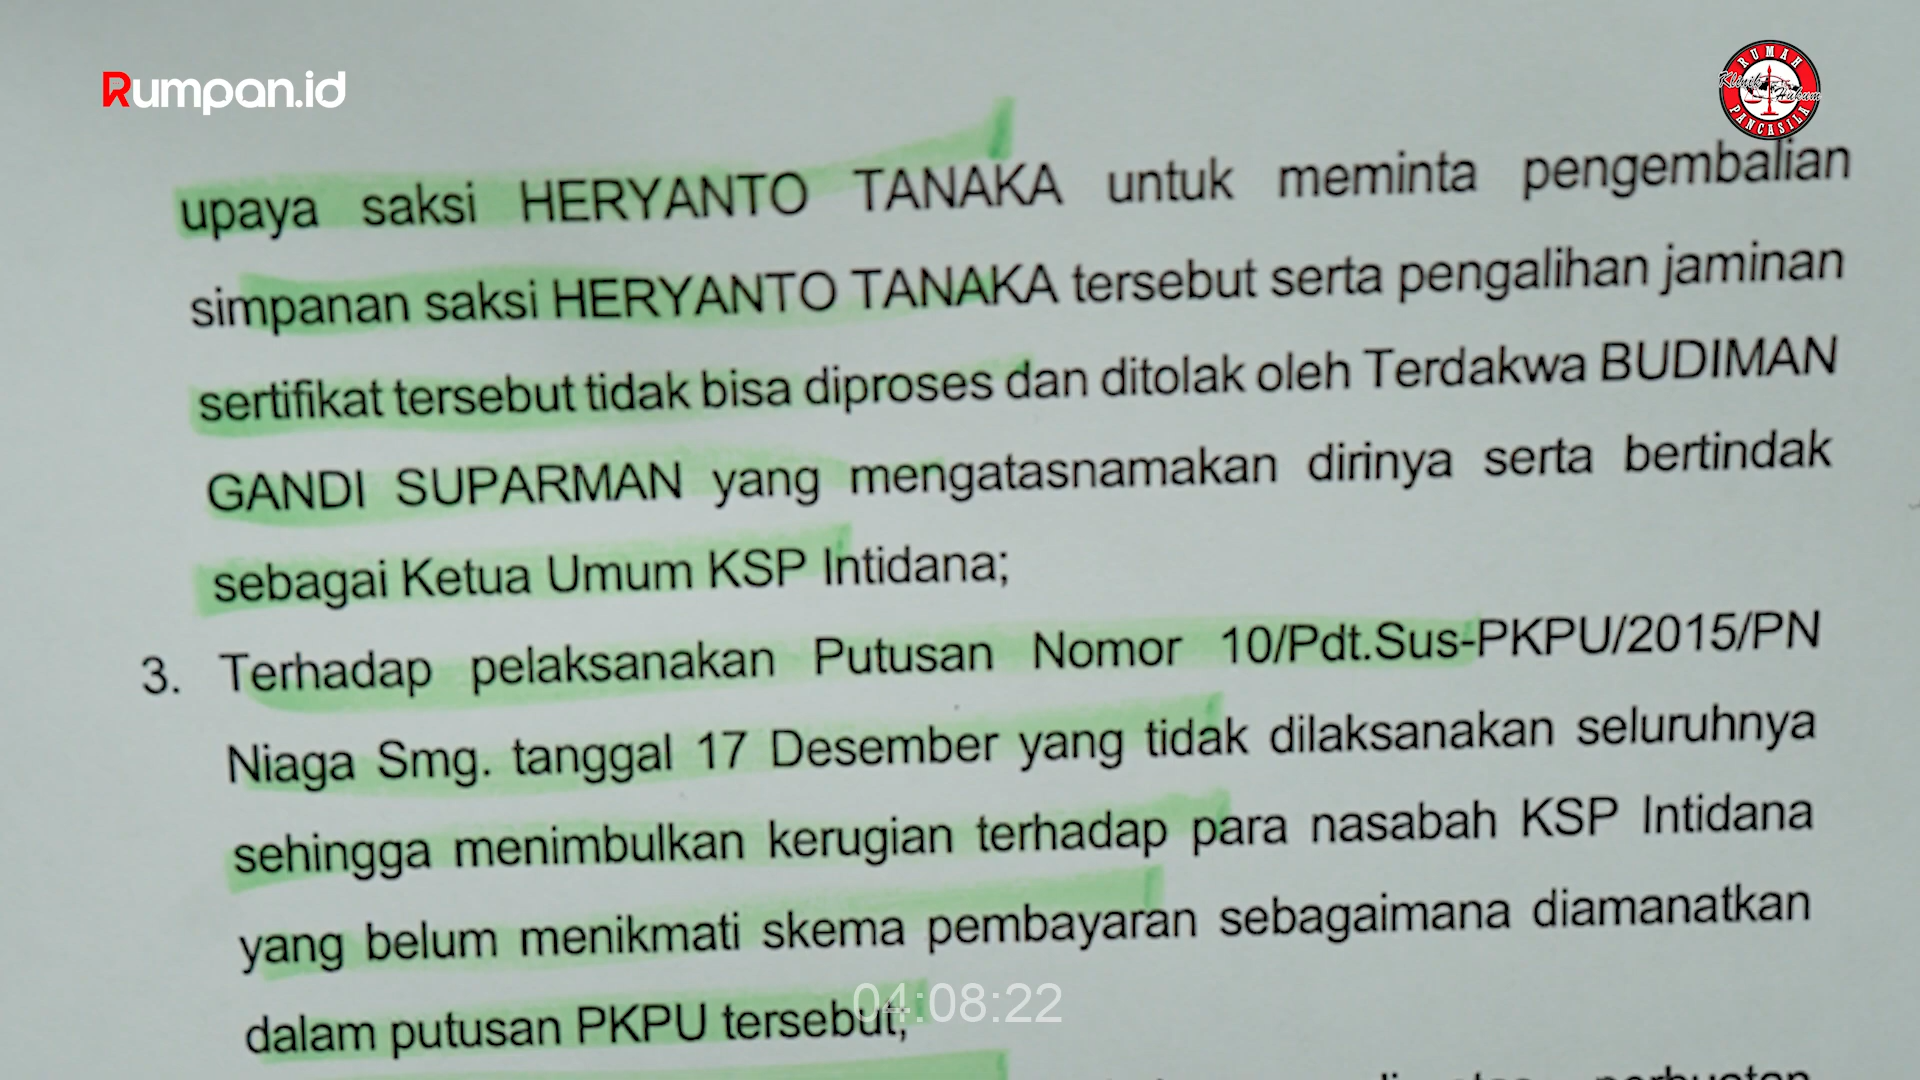 Rumpan.id
RUMAH
Klinik Hukum
PANCASILA
upaya saksi HERYANTO TANAKA untuk meminta pengembalian
simpanan saksi HERYANTO TANAKA tersebut serta pengalihan jaminan
sertifikat tersebut tidak bisa diproses dan ditolak oleh Terdakwa BUDIMAN
GANDI SUPARMAN yang mengatasnamakan dirinya serta bertindak
sebagai Ketua Umum KSP Intidana;
3. Terhadap pelaksanakan Putusan Nomor 10/Pdt.Sus-PKPU/2015/PN
Niaga Smg. tanggal 17 Desember yang tidak dilaksanakan seluruhnya
sehingga menimbulkan kerugian terhadap para nasabah KSP Intidana
yang belum menikmati skema pembayaran sebagaimana diamanatkan
dalam putusan PKPU tersebut;
04:08:22